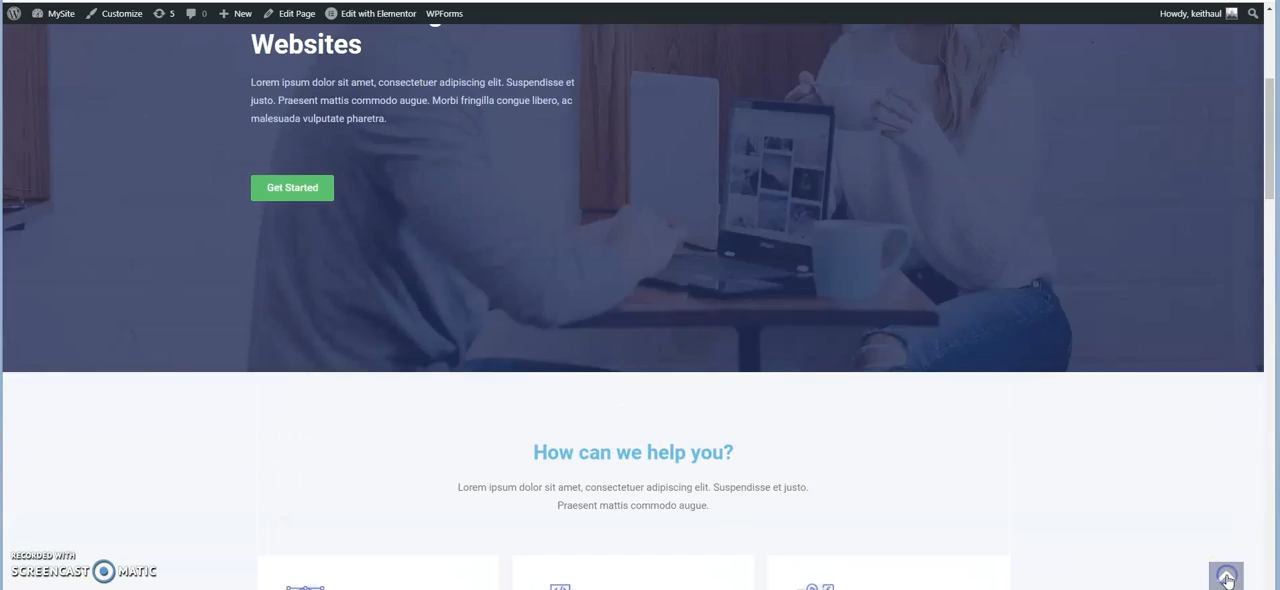 MySite Customize 5 0 New Edit Page Edit with Elementor WPForms Howdy, keithaul
Websites
Lorem ipsum dolor sit amet, consectetuer adipiscing elit. Suspendisse et
justo. Praesent mattis commodo augue. Morbi fringilla congue libero, ac
malesuada vulputate pharetra.
Get Started
How can we help you?
Lorem ipsum dolor sit amet, consectetuer adipiscing elit. Suspendisse et justo.
Praesent mattis commodo augue.
RECORDED WITH
SCREENCAST MATIC